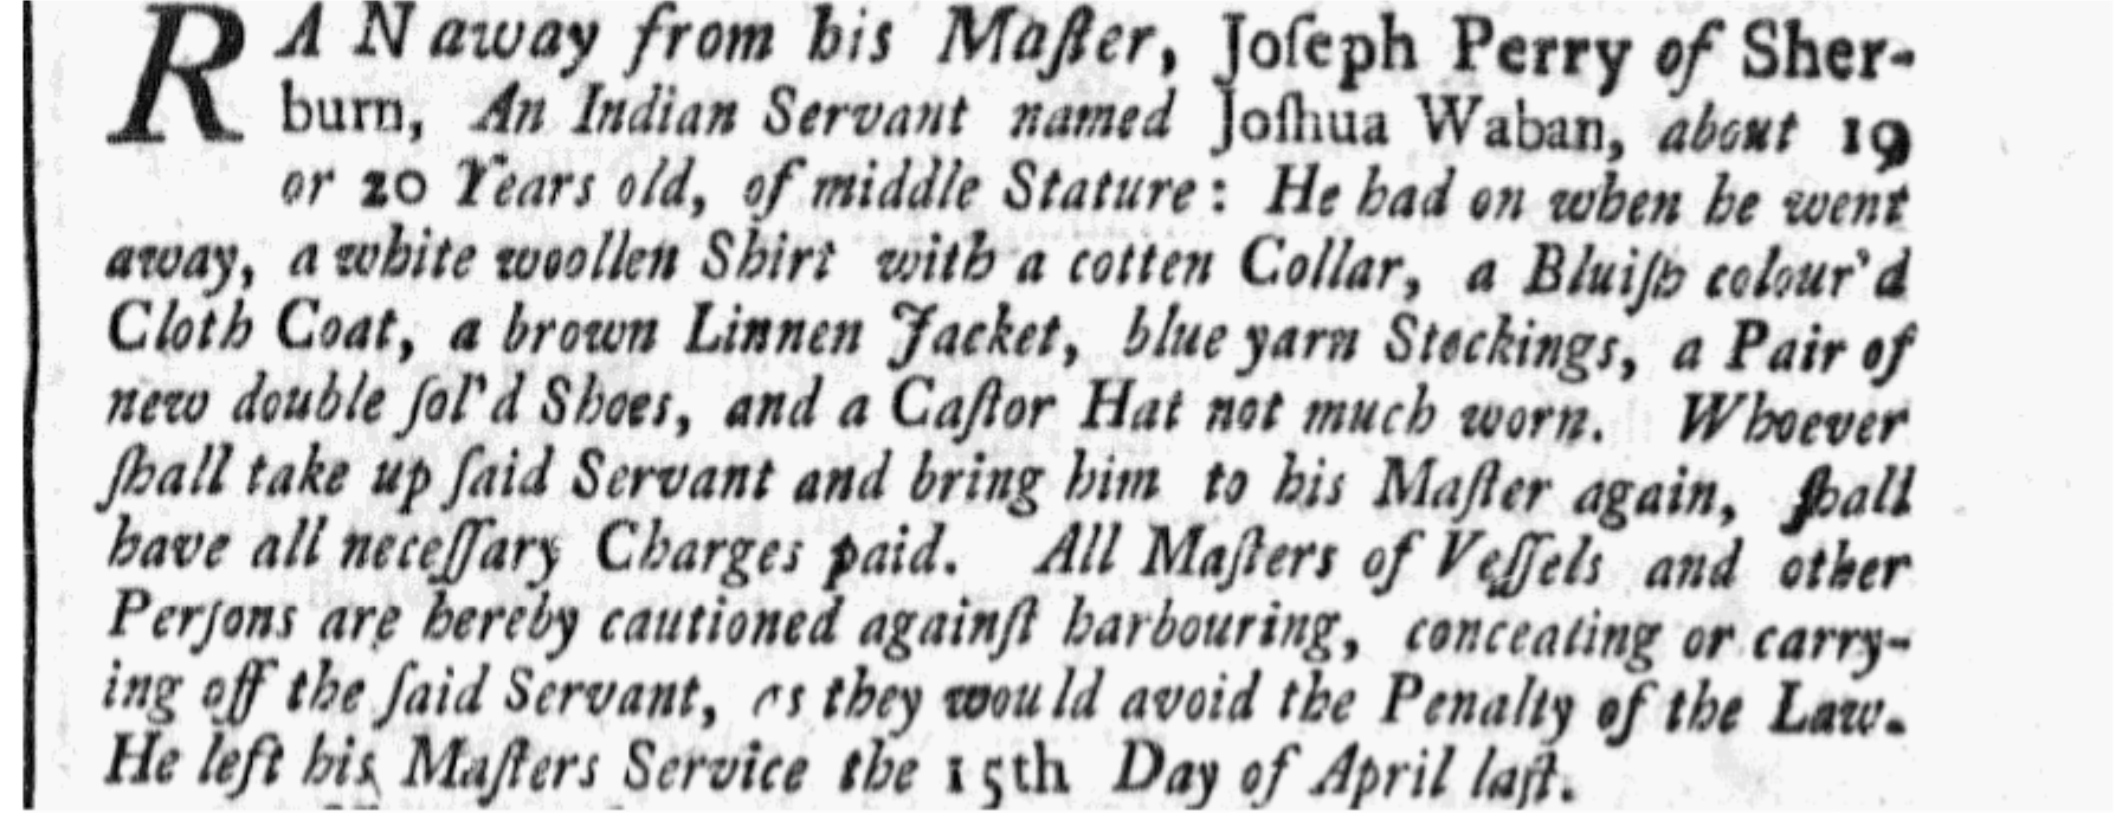 RAN away from his Maſter, Joſeph Perry of Sher-
burn, An Indian Servant named Joſhua Waban, about 19
or 20 Years old, of middle Stature: He had on when he went
away, a white woollen Shirt with a cotten Collar, a Bluiſh colour'd
Cloth Coat, a brown Linnen Jacket, blue yarn Stockings, a Pair of
new double ſol'd Shoes, and a Caſtor Hat not much worn. Whoever
ſhall take up ſaid Servant and bring him to his Maſter again, ſhall
have all neceſſary Charges paid. All Maſters of Veſſels and other
Perſons are hereby cautioned againſt harbouring, concealing or carry-
ing off the ſaid Servant, as they would avoid the Penalty of the Law.
He left his Maſters Service the 15th Day of April laſt.